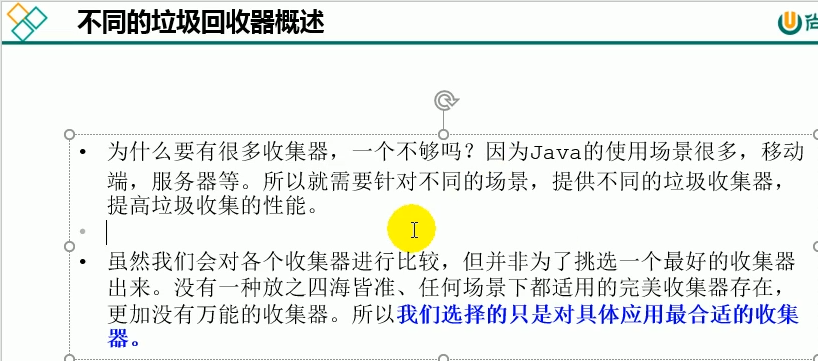 不同的垃圾回收器概述
尚
• 为什么要有很多收集器，一个不够吗？因为Java的使用场景很多，移动
端，服务器等。所以就需要针对不同的场景，提供不同的垃圾收集器，
提高垃圾收集的性能。
• 虽然我们会对各个收集器进行比较，但并非为了挑选一个最好的收集器
出来。没有一种放之四海皆准、任何场景下都适用的完美收集器存在，
更加没有万能的收集器。所以我们选择的只是对具体应用最合适的收集
器。